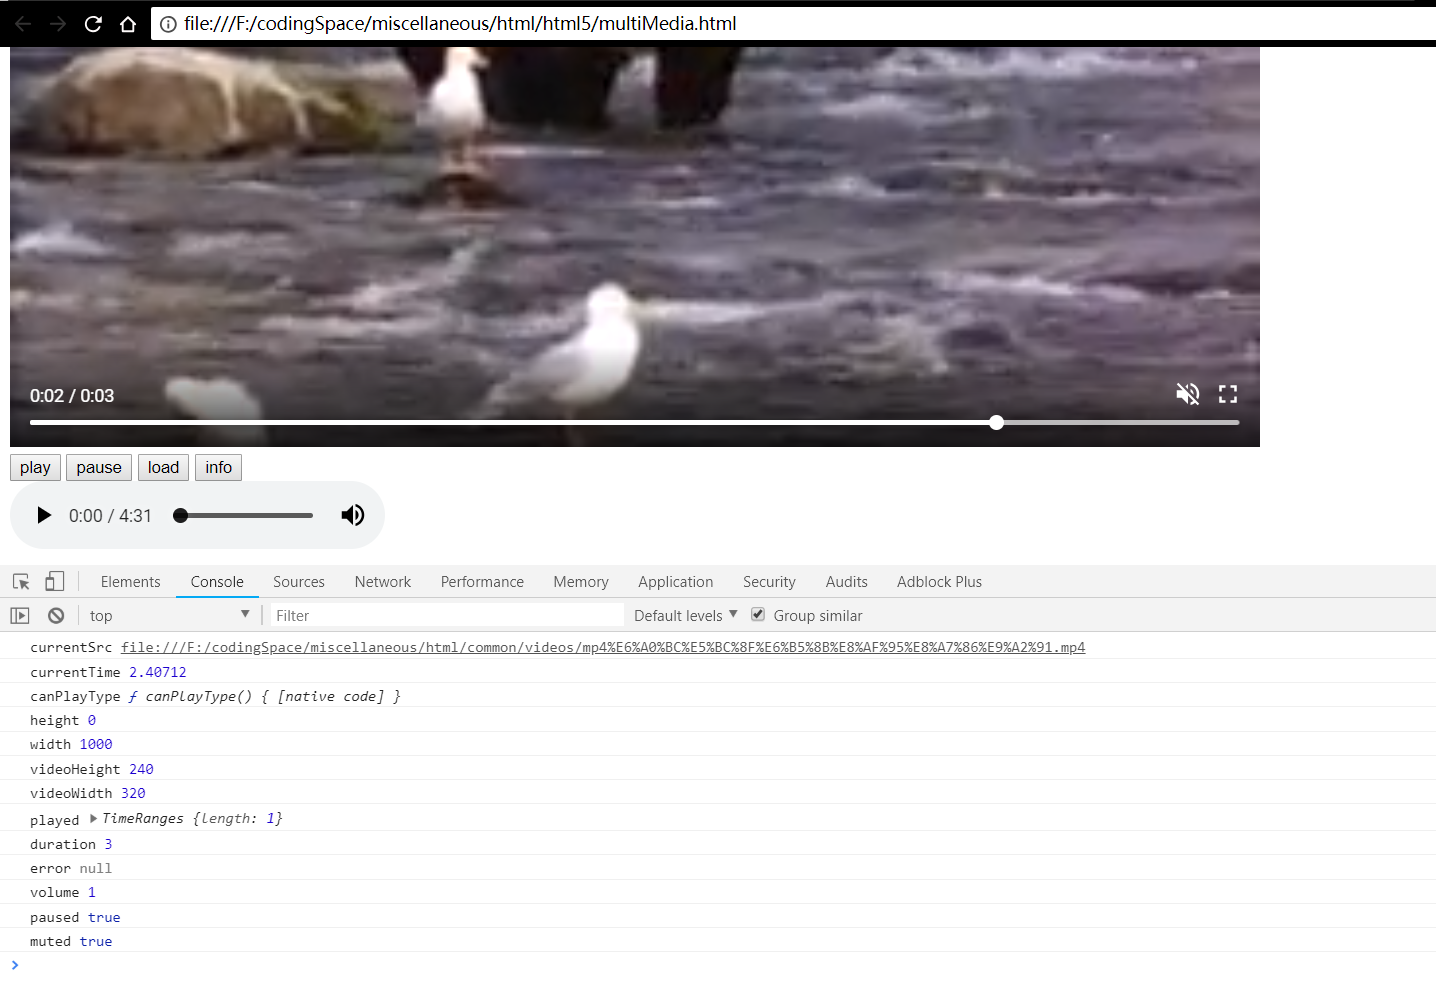 file:///F:/codingSpace/miscellaneous/html/html5/multiMedia.html
0:02 / 0:03
play pause load info
0:00 / 4:31
Elements Console Sources Network Performance Memory Application Security Audits Adblock Plus
top Filter Default levels Group similar
currentSrc file:///F:/codingSpace/miscellaneous/html/common/videos/mp4%E6%A0%BC%E5%BC%8F%E6%B5%8B%E8%AF%95%E8%A7%86%E9%A2%91.mp4
currentTime 2.40712
canPlayType ƒ canPlayType() { [native code] }
height 0
width 1000
videoHeight 240
videoWidth 320
played TimeRanges {length: 1}
duration 3
error null
volume 1
paused true
muted true